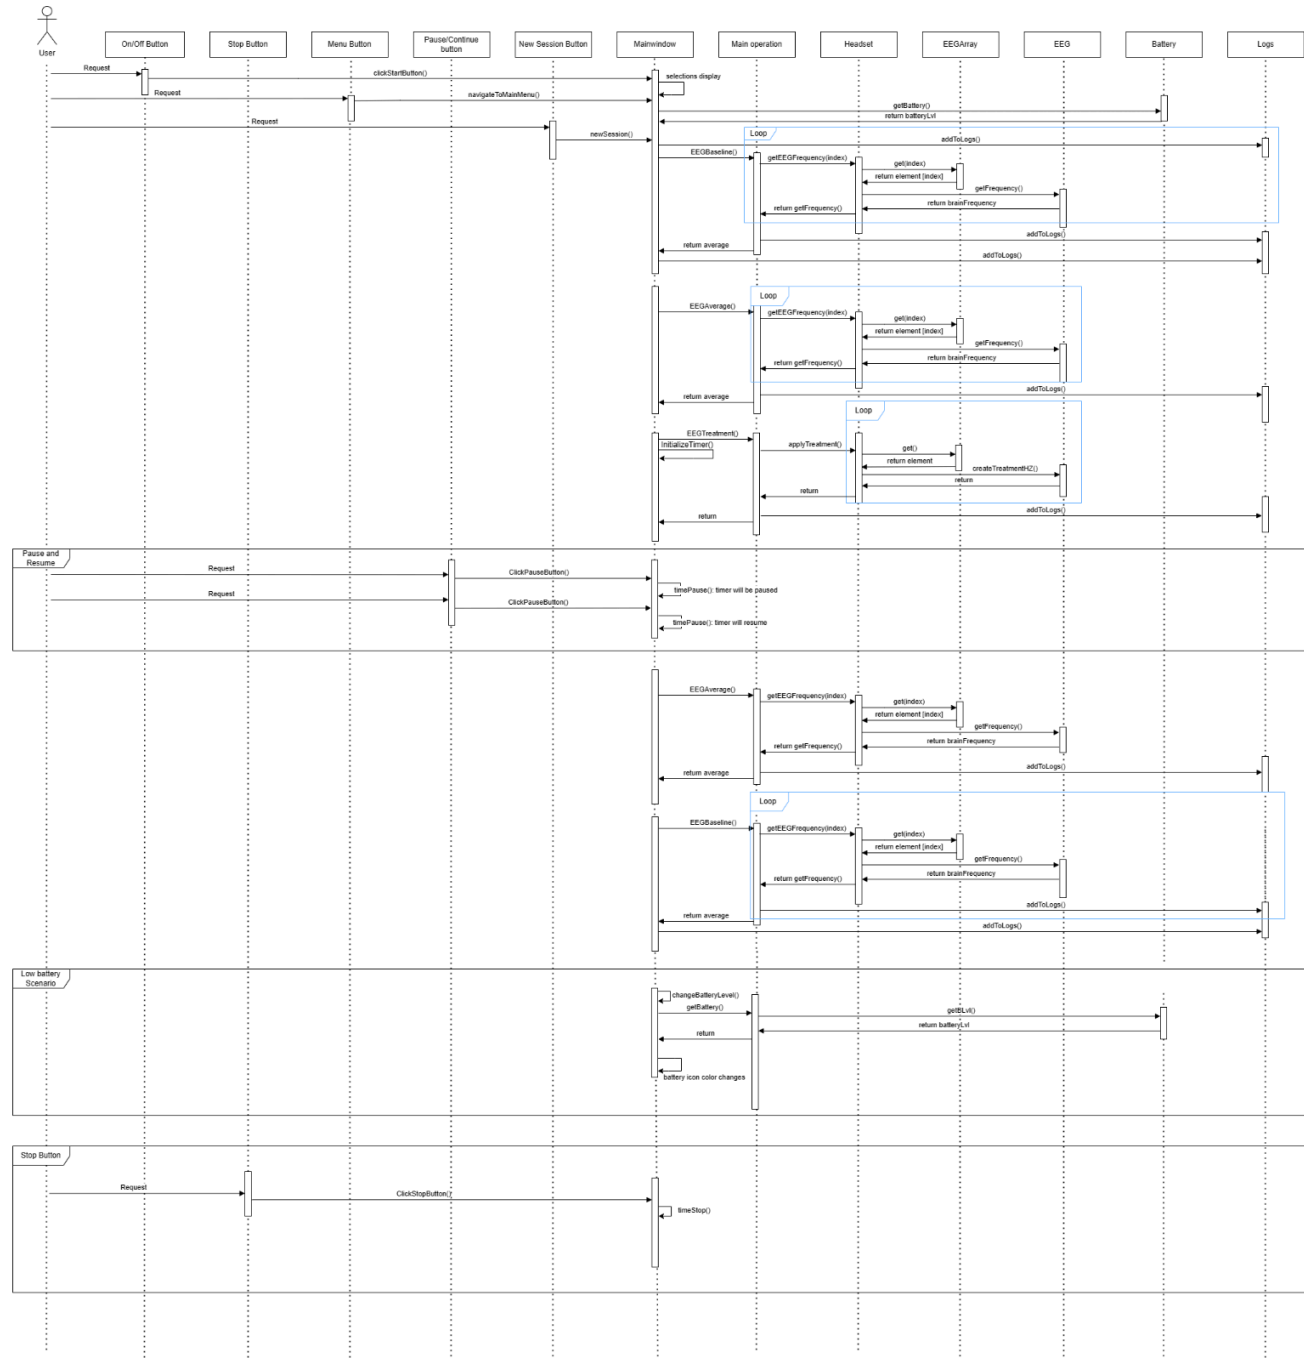 User
On/Off Button
Stop Button
Menu Button
Pause/Continue
button
New Session Button
Mainwindow
Main operation
Headset
EEGArray
EEG
Battery
Logs
Request
clickStartButton()
selections display
Request
navigateToMainMenu()
getBattery()
return batteryLvl
Request
newSession()
Loop
addToLogs()
EEGBaseline()
getEEGFrequency(index)
get(index)
return element [index]
getFrequency()
return brainFrequency
return getFrequency()
addToLogs()
return average
addToLogs()
Loop
EEGAverage()
getEEGFrequency(index)
get(index)
return element [index]
getFrequency()
return brainFrequency
return getFrequency()
addToLogs()
return average
Loop
EEGTreatment()
InitializeTimer()
applyTreatment()
get()
return element
createTreatmentHZ()
return
return
addToLogs()
return
Pause and
Resume
Request
ClickPauseButton()
timePause(): timer will be paused
Request
ClickPauseButton()
timePause(): timer will resume
EEGAverage()
getEEGFrequency(index)
get(index)
return element [index]
getFrequency()
return brainFrequency
return getFrequency()
addToLogs()
return average
Loop
EEGBaseline()
getEEGFrequency(index)
get(index)
return element [index]
getFrequency()
return brainFrequency
return getFrequency()
addToLogs()
return average
addToLogs()
Low battery
Scenario
changeBatteryLevel()
getBattery()
getBLvl()
return batteryLvl
return
battery icon color changes
Stop Button
Request
ClickStopButton()
timeStop()